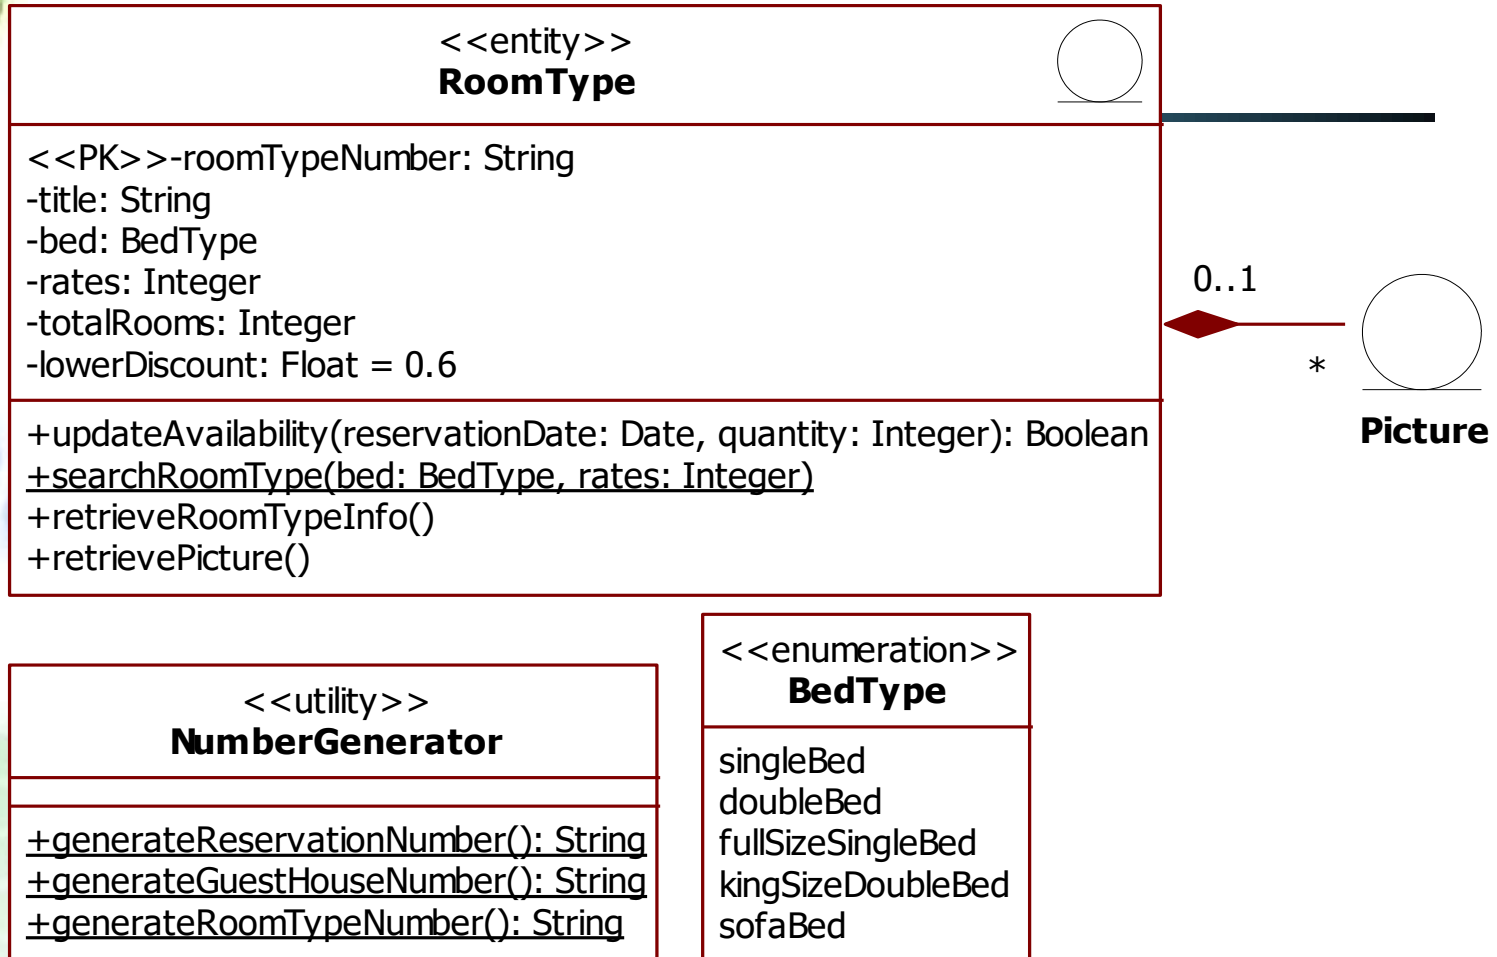 <<entity>>
RoomType
<<PK>>-roomTypeNumber: String
-title: String
-bed: BedType
-rates: Integer
-totalRooms: Integer
-lowerDiscount: Float = 0.6
+updateAvailability(reservationDate: Date, quantity: Integer): Boolean
+searchRoomType(bed: BedType, rates: Integer)
+retrieveRoomTypeInfo()
+retrievePicture()
0..1
*
Picture
<<utility>>
NumberGenerator
+generateReservationNumber(): String
+generateGuestHouseNumber(): String
+generateRoomTypeNumber(): String
<<enumeration>>
BedType
singleBed
doubleBed
fullSizeSingleBed
kingSizeDoubleBed
sofaBed